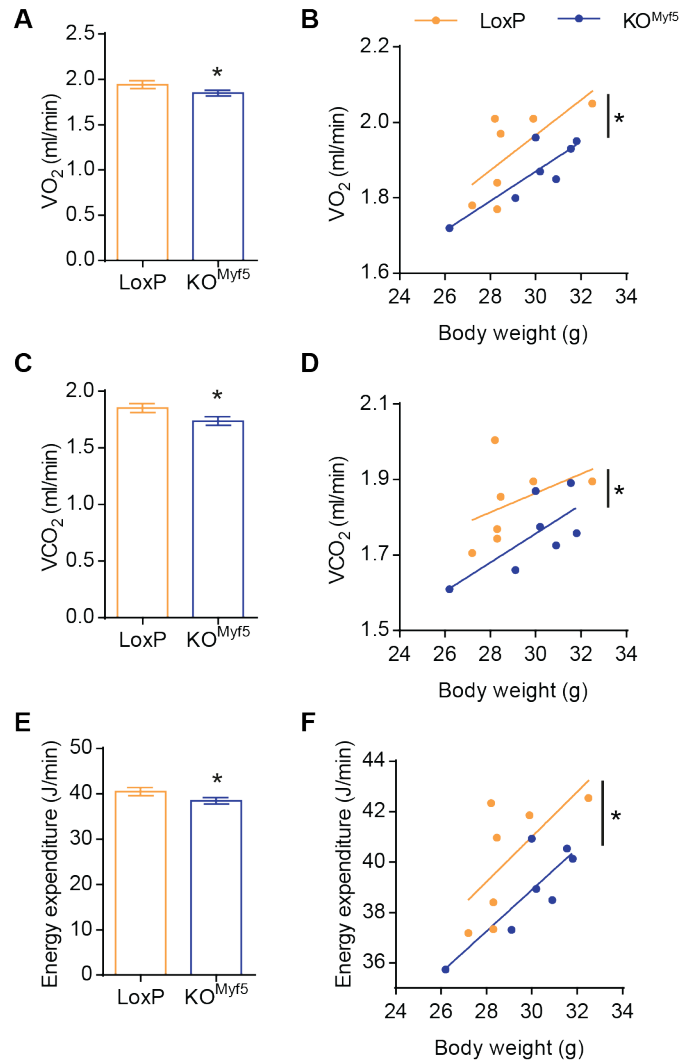 A
B
LoxP
KO^Myf5
2.5
2.0
1.5
1.0
0.5
0.0
VO₂ (ml/min)
*
LoxP
KO^Myf5
2.2
2.0
1.8
1.6
VO₂ (ml/min)
*
24 26 28 30 32 34
Body weight (g)
C
D
2.0
1.5
1.0
0.5
0.0
VCO₂ (ml/min)
*
LoxP
KO^Myf5
2.1
1.9
1.7
1.5
VCO₂ (ml/min)
*
24 26 28 30 32 34
Body weight (g)
E
F
50
40
30
20
10
0
Energy expenditure (J/min)
*
LoxP
KO^Myf5
44
42
40
38
36
Energy expenditure (J/min)
*
24 26 28 30 32 34
Body weight (g)